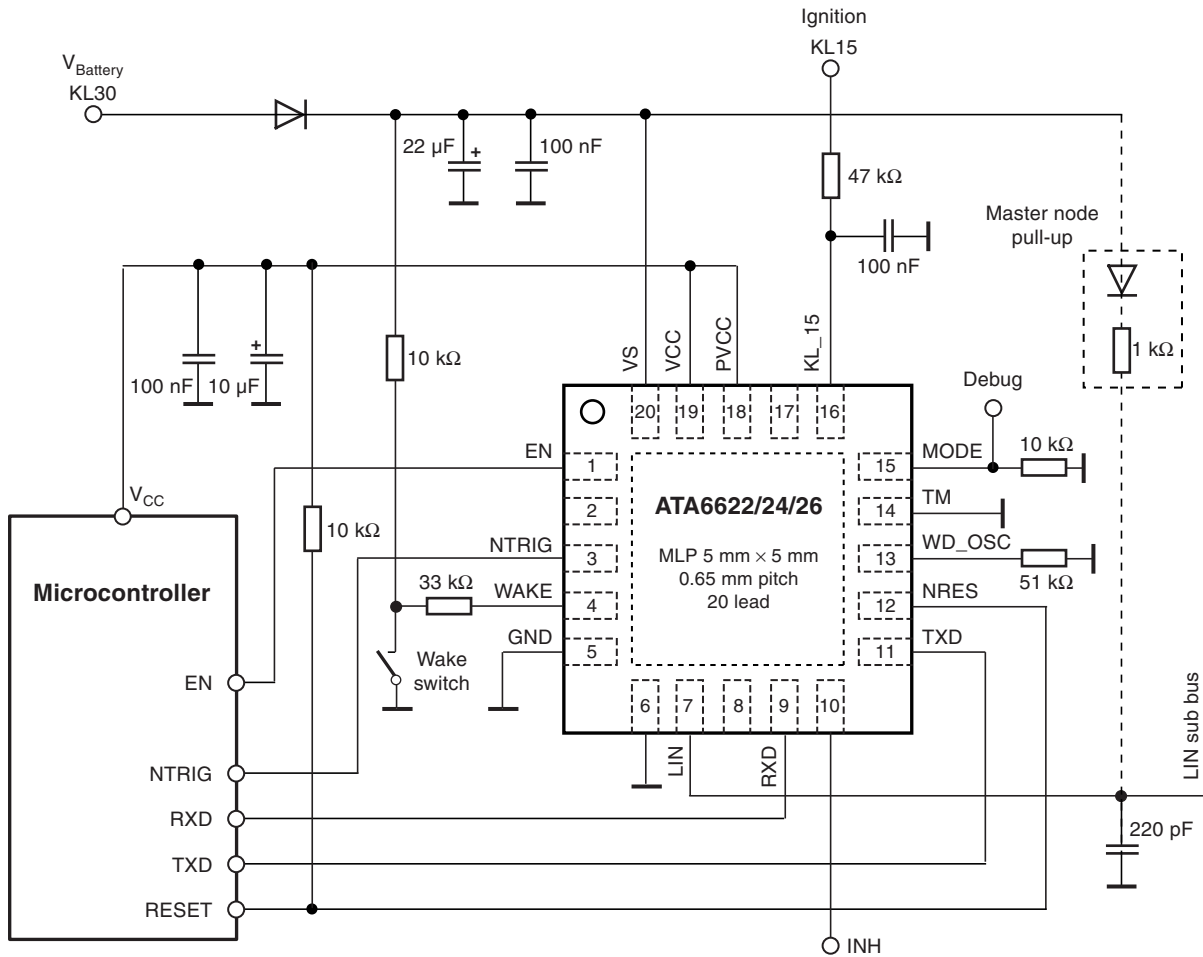 Ignition
KL15
V_Battery
KL30
22 µF
+
100 nF
47 kΩ
Master node
pull-up
100 nF
+
100 nF
10 µF
10 kΩ
VS
VCC
PVCC
KL_15
1 kΩ
Debug
20
19
18
17
16
EN
1
15
MODE
10 kΩ
V_CC
2
ATA6622/24/26
14
TM
10 kΩ
NTRIG
3
MLP 5 mm × 5 mm
0.65 mm pitch
20 lead
13
WD_OSC
51 kΩ
Microcontroller
33 kΩ
WAKE
4
12
NRES
GND
5
11
TXD
Wake
switch
EN
6
7
8
9
10
LIN
RXD
LIN sub bus
NTRIG
RXD
220 pF
TXD
RESET
INH